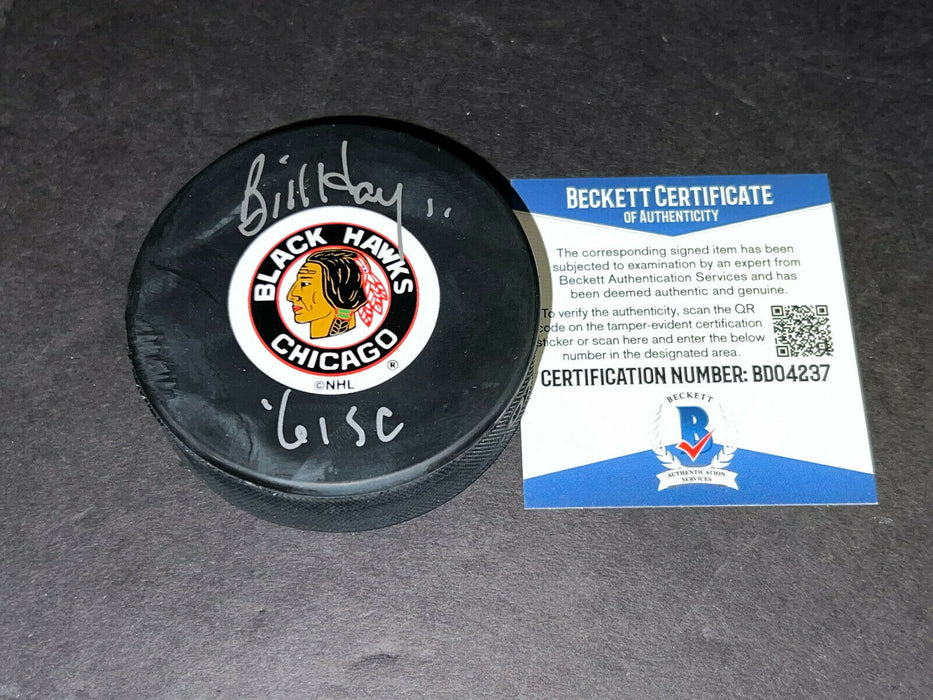 Bill Hay 11
BLACK HAWKS
CHICAGO
®
©NHL
'61 SC
BECKETT CERTIFICATE
OF AUTHENTICITY
The corresponding signed item has been
subjected to examination by an expert from
Beckett Authentication Services and has
been deemed authentic and genuine.
To verify the authenticity, scan the QR
code on the tamper-evident certification
sticker or scan here and enter the below
number in the designated area.
CERTIFICATION NUMBER: BD04237
BECKETT
B
AUTHENTICATION
SERVICES